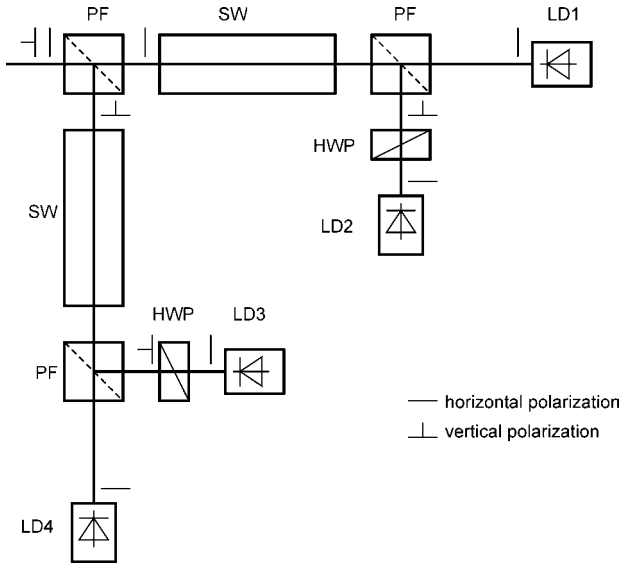 PF SW PF LD1
HWP
SW
LD2
HWP LD3
PF
horizontal polarization
vertical polarization
LD4